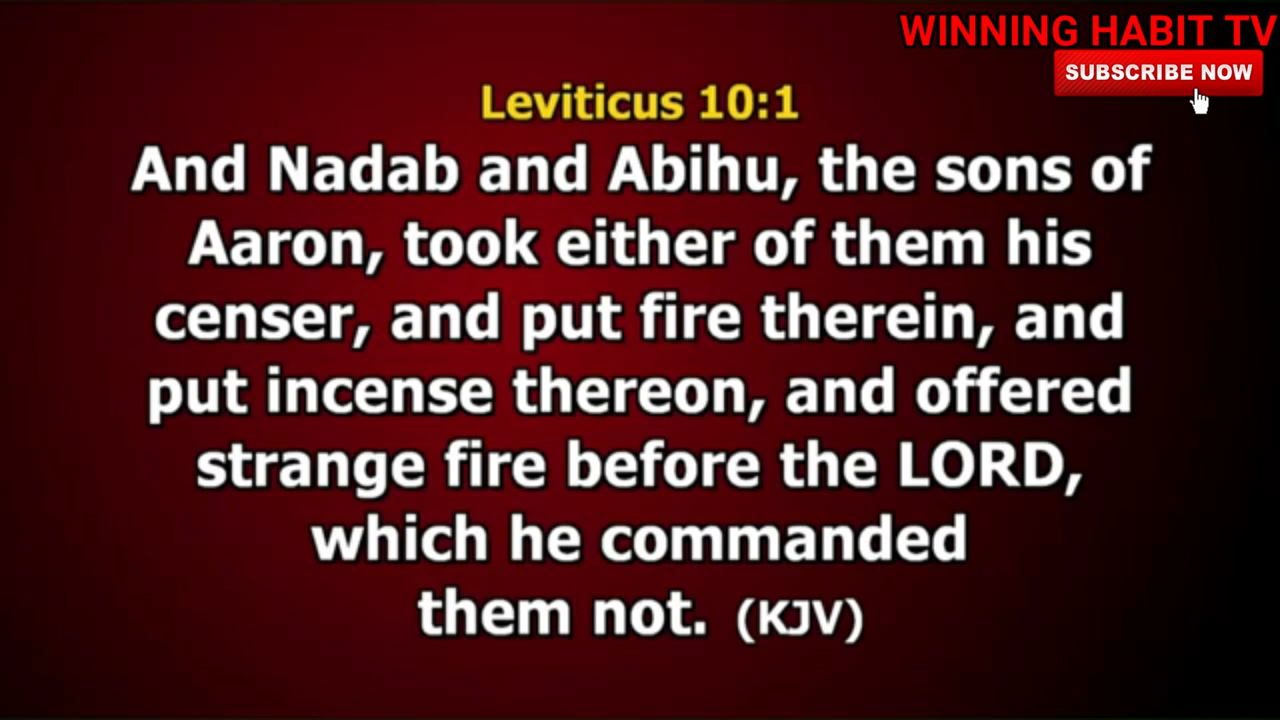 WINNING HABIT TV
SUBSCRIBE NOW
Leviticus 10:1
And Nadab and Abihu, the sons of
Aaron, took either of them his
censer, and put fire therein, and
put incense thereon, and offered
strange fire before the LORD,
which he commanded
them not. (KJV)